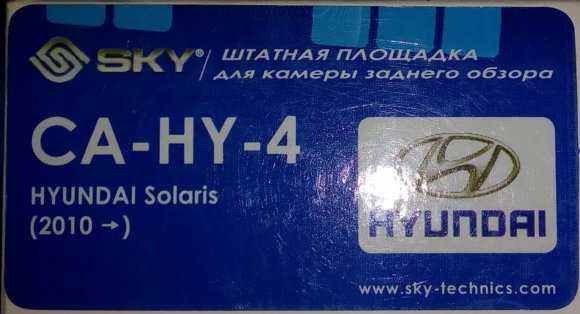 SKY® / ШТАТНАЯ ПЛОЩАДКА
для камеры заднего обзора
CA-HY-4
HYUNDAI Solaris
(2010 →)
HYUNDAI
www.sky-technics.com